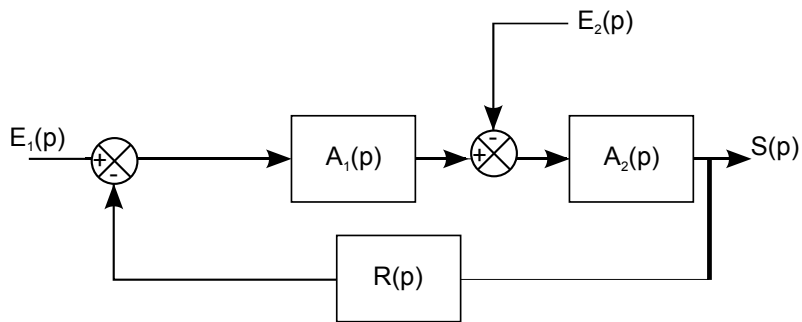 E₂(p)
E₁(p)
+
-
A₁(p)
-
+
A₂(p)
S(p)
R(p)